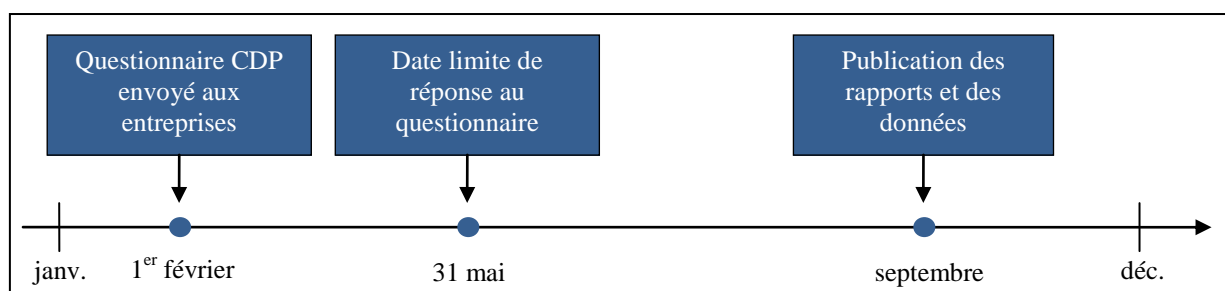 Questionnaire CDP
envoyé aux
entreprises
Date limite de
réponse au
questionnaire
Publication des
rapports et des
données
janv.
1er février
31 mai
septembre
déc.